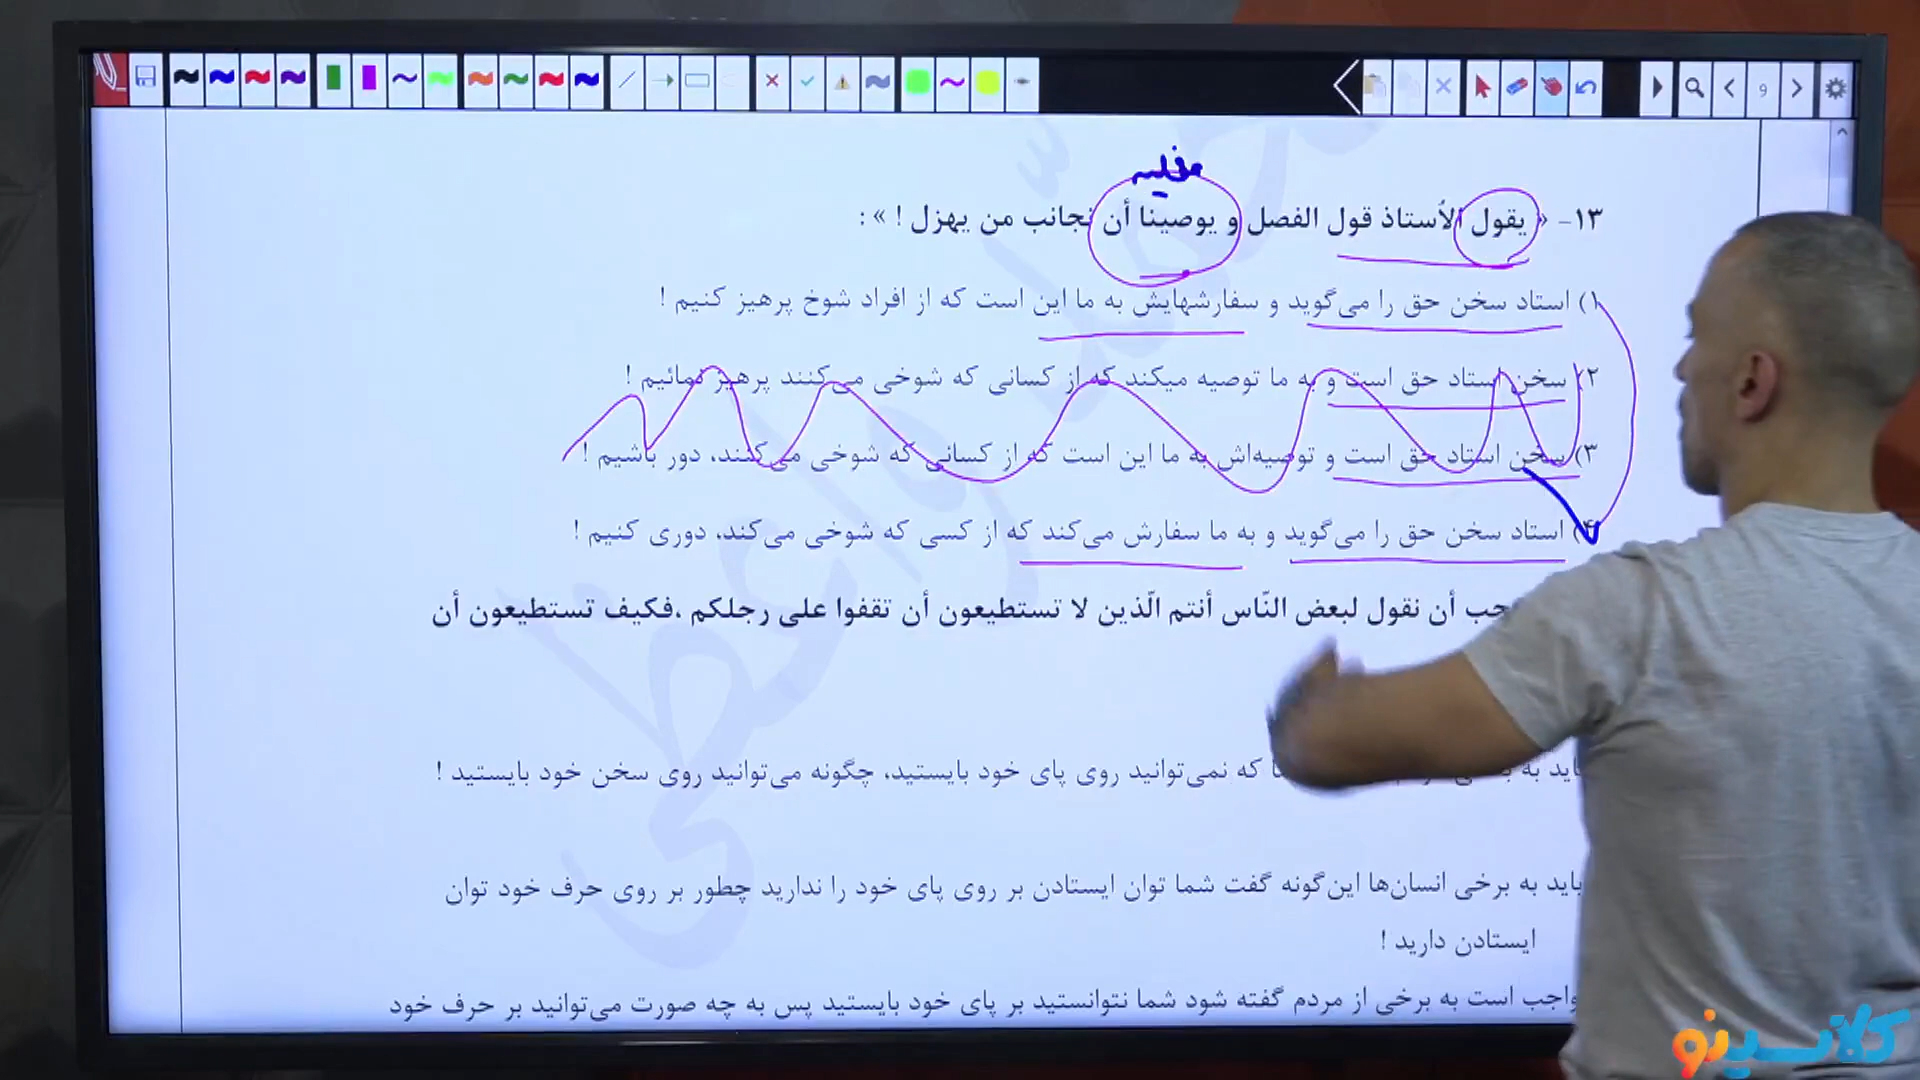 9
فعلیه
۱۳- « یقول الأستاذ قول الفصل و یوصینا أن نجانب من یهزل ! » :
۱) استاد سخن حق را می‌گوید و سفارشهایش به ما این است که از افراد شوخ پرهیز کنیم !
۲) سخن استاد حق است و به ما توصیه میکند که از کسانی که شوخی می‌کنند پرهیز نمائیم !
۳) سخن استاد حق است و توصیه‌اش به ما این است که از کسانی که شوخی می‌کنند، دور باشیم !
۴) استاد سخن حق را می‌گوید و به ما سفارش می‌کند که از کسی که شوخی می‌کند، دوری کنیم !
أن نقول لبعض النّاس أنتم الّذین لا تستطیعون أن تقفوا علی رجلکم ،فکیف تستطیعون أن
که نمی‌توانید روی پای خود بایستید، چگونه می‌توانید روی سخن خود بایستید !
باید به برخی انسان‌ها این‌گونه گفت شما توان ایستادن بر روی پای خود را ندارید چطور بر روی حرف خود توان
ایستادن دارید !
واجب است به برخی از مردم گفته شود شما نتوانستید بر پای خود بایستید پس به چه صورت می‌توانید بر حرف خود
کلاسینو